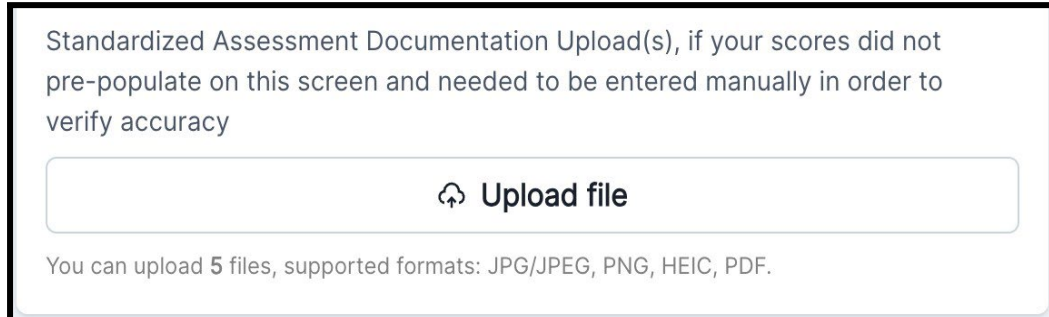 Standardized Assessment Documentation Upload(s), if your scores did not
pre-populate on this screen and needed to be entered manually in order to
verify accuracy
Upload file
You can upload 5 files, supported formats: JPG/JPEG, PNG, HEIC, PDF.